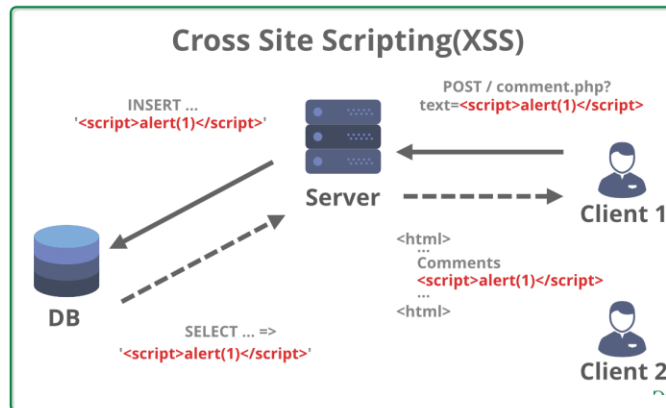 Cross Site Scripting(XSS)
POST / comment.php?
text=<script>alert(1)</script>
INSERT ...
'<script>alert(1)</script>'
Server
Client 1
<html>
...
Comments
<script>alert(1)</script>
...
<html>
DB
SELECT ... =>
'<script>alert(1)</script>'
Client 2